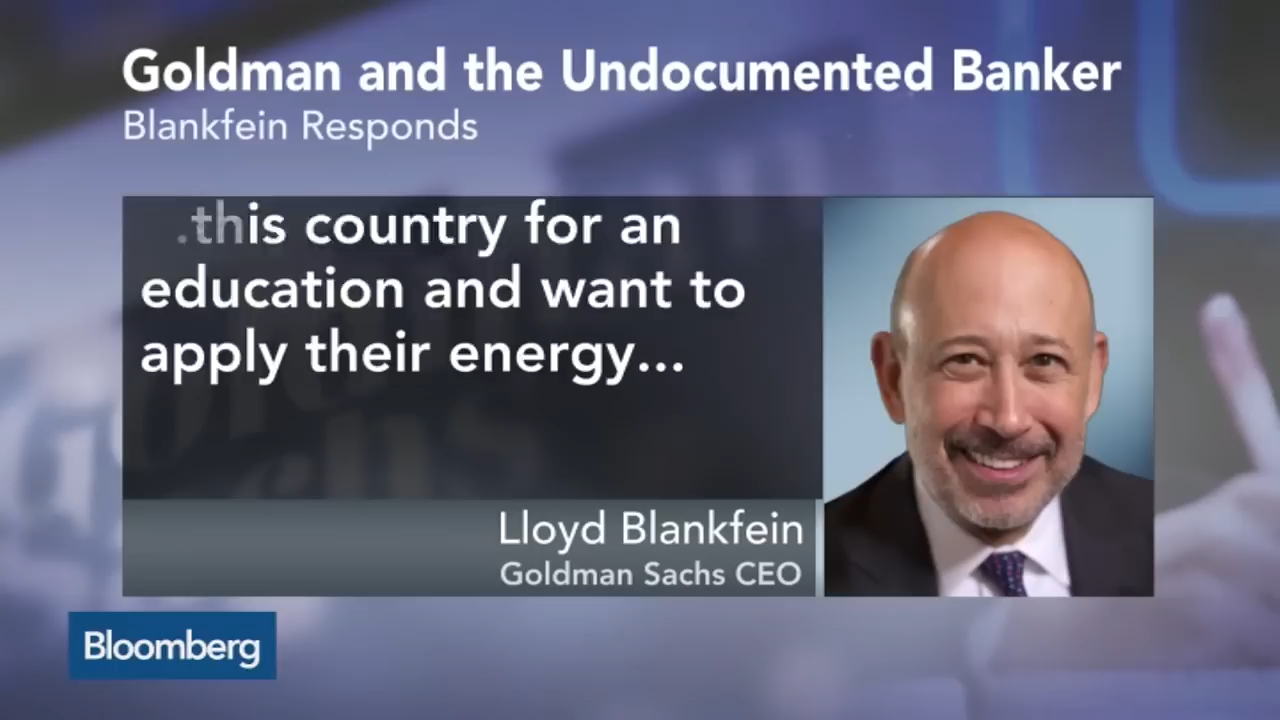 Goldman and the Undocumented Banker
Blankfein Responds
.this country for an
education and want to
apply their energy...
Lloyd Blankfein
Goldman Sachs CEO
Bloomberg